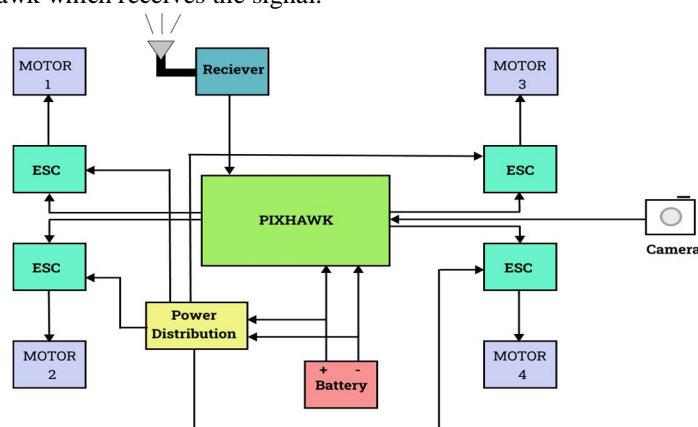 awk which receives the signal.
MOTOR
1
Reciever
MOTOR
3
ESC
ESC
PIXHAWK
Camera
ESC
ESC
Power
Distribution
MOTOR
2
+ -
Battery
MOTOR
4